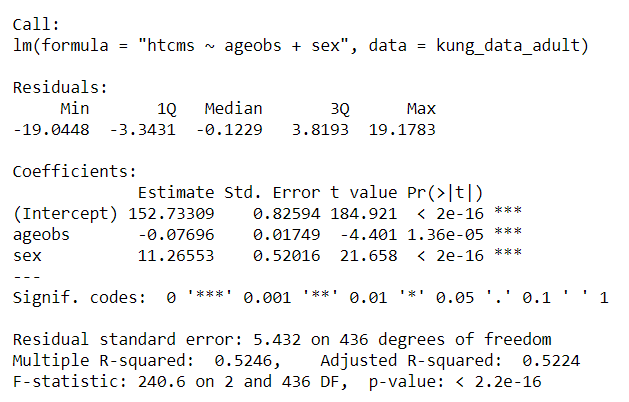 Call:
lm(formula = "htcms ~ ageobs + sex", data = kung_data_adult)
Residuals:
Min 1Q Median 3Q Max
-19.0448 -3.3431 -0.1229 3.8193 19.1783
Coefficients:
Estimate Std. Error t value Pr(>|t|)
(Intercept) 152.73309 0.82594 184.921 < 2e-16 ***
ageobs -0.07696 0.01749 -4.401 1.36e-05 ***
sex 11.26553 0.52016 21.658 < 2e-16 ***
---
Signif. codes: 0 '***' 0.001 '**' 0.01 '*' 0.05 '.' 0.1 ' ' 1
Residual standard error: 5.432 on 436 degrees of freedom
Multiple R-squared: 0.5246, Adjusted R-squared: 0.5224
F-statistic: 240.6 on 2 and 436 DF, p-value: < 2.2e-16